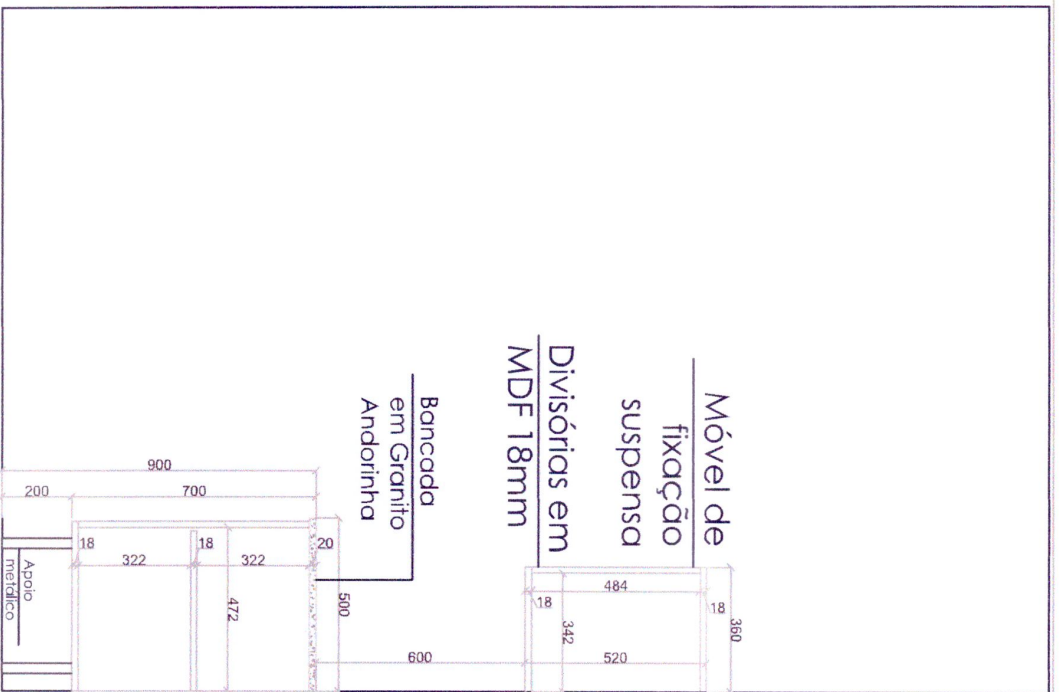 Móvel de
fixação
suspensa
Divisórias em
MDF 18mm
Bancada
em Granito
Andorinha
Apoio
metálico
360
18
484
18
342
520
600
500
20
900
700
200
18
322
18
322
472